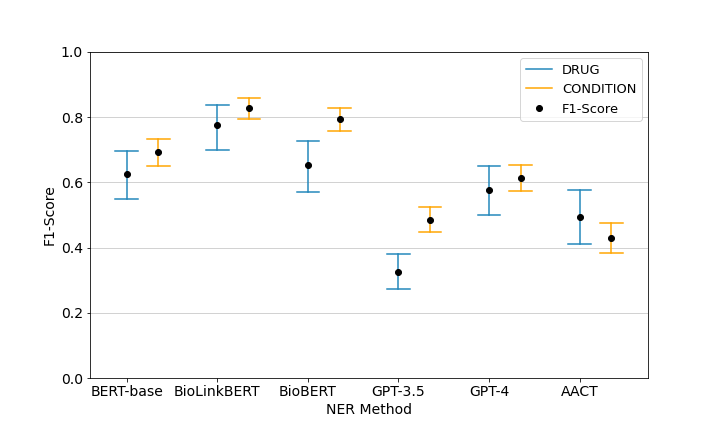 1.0
0.8
0.6
0.4
0.2
0.0
F1-Score
DRUG
CONDITION
F1-Score
BERT-base BioLinkBERT BioBERT GPT-3.5 GPT-4 AACT
NER Method